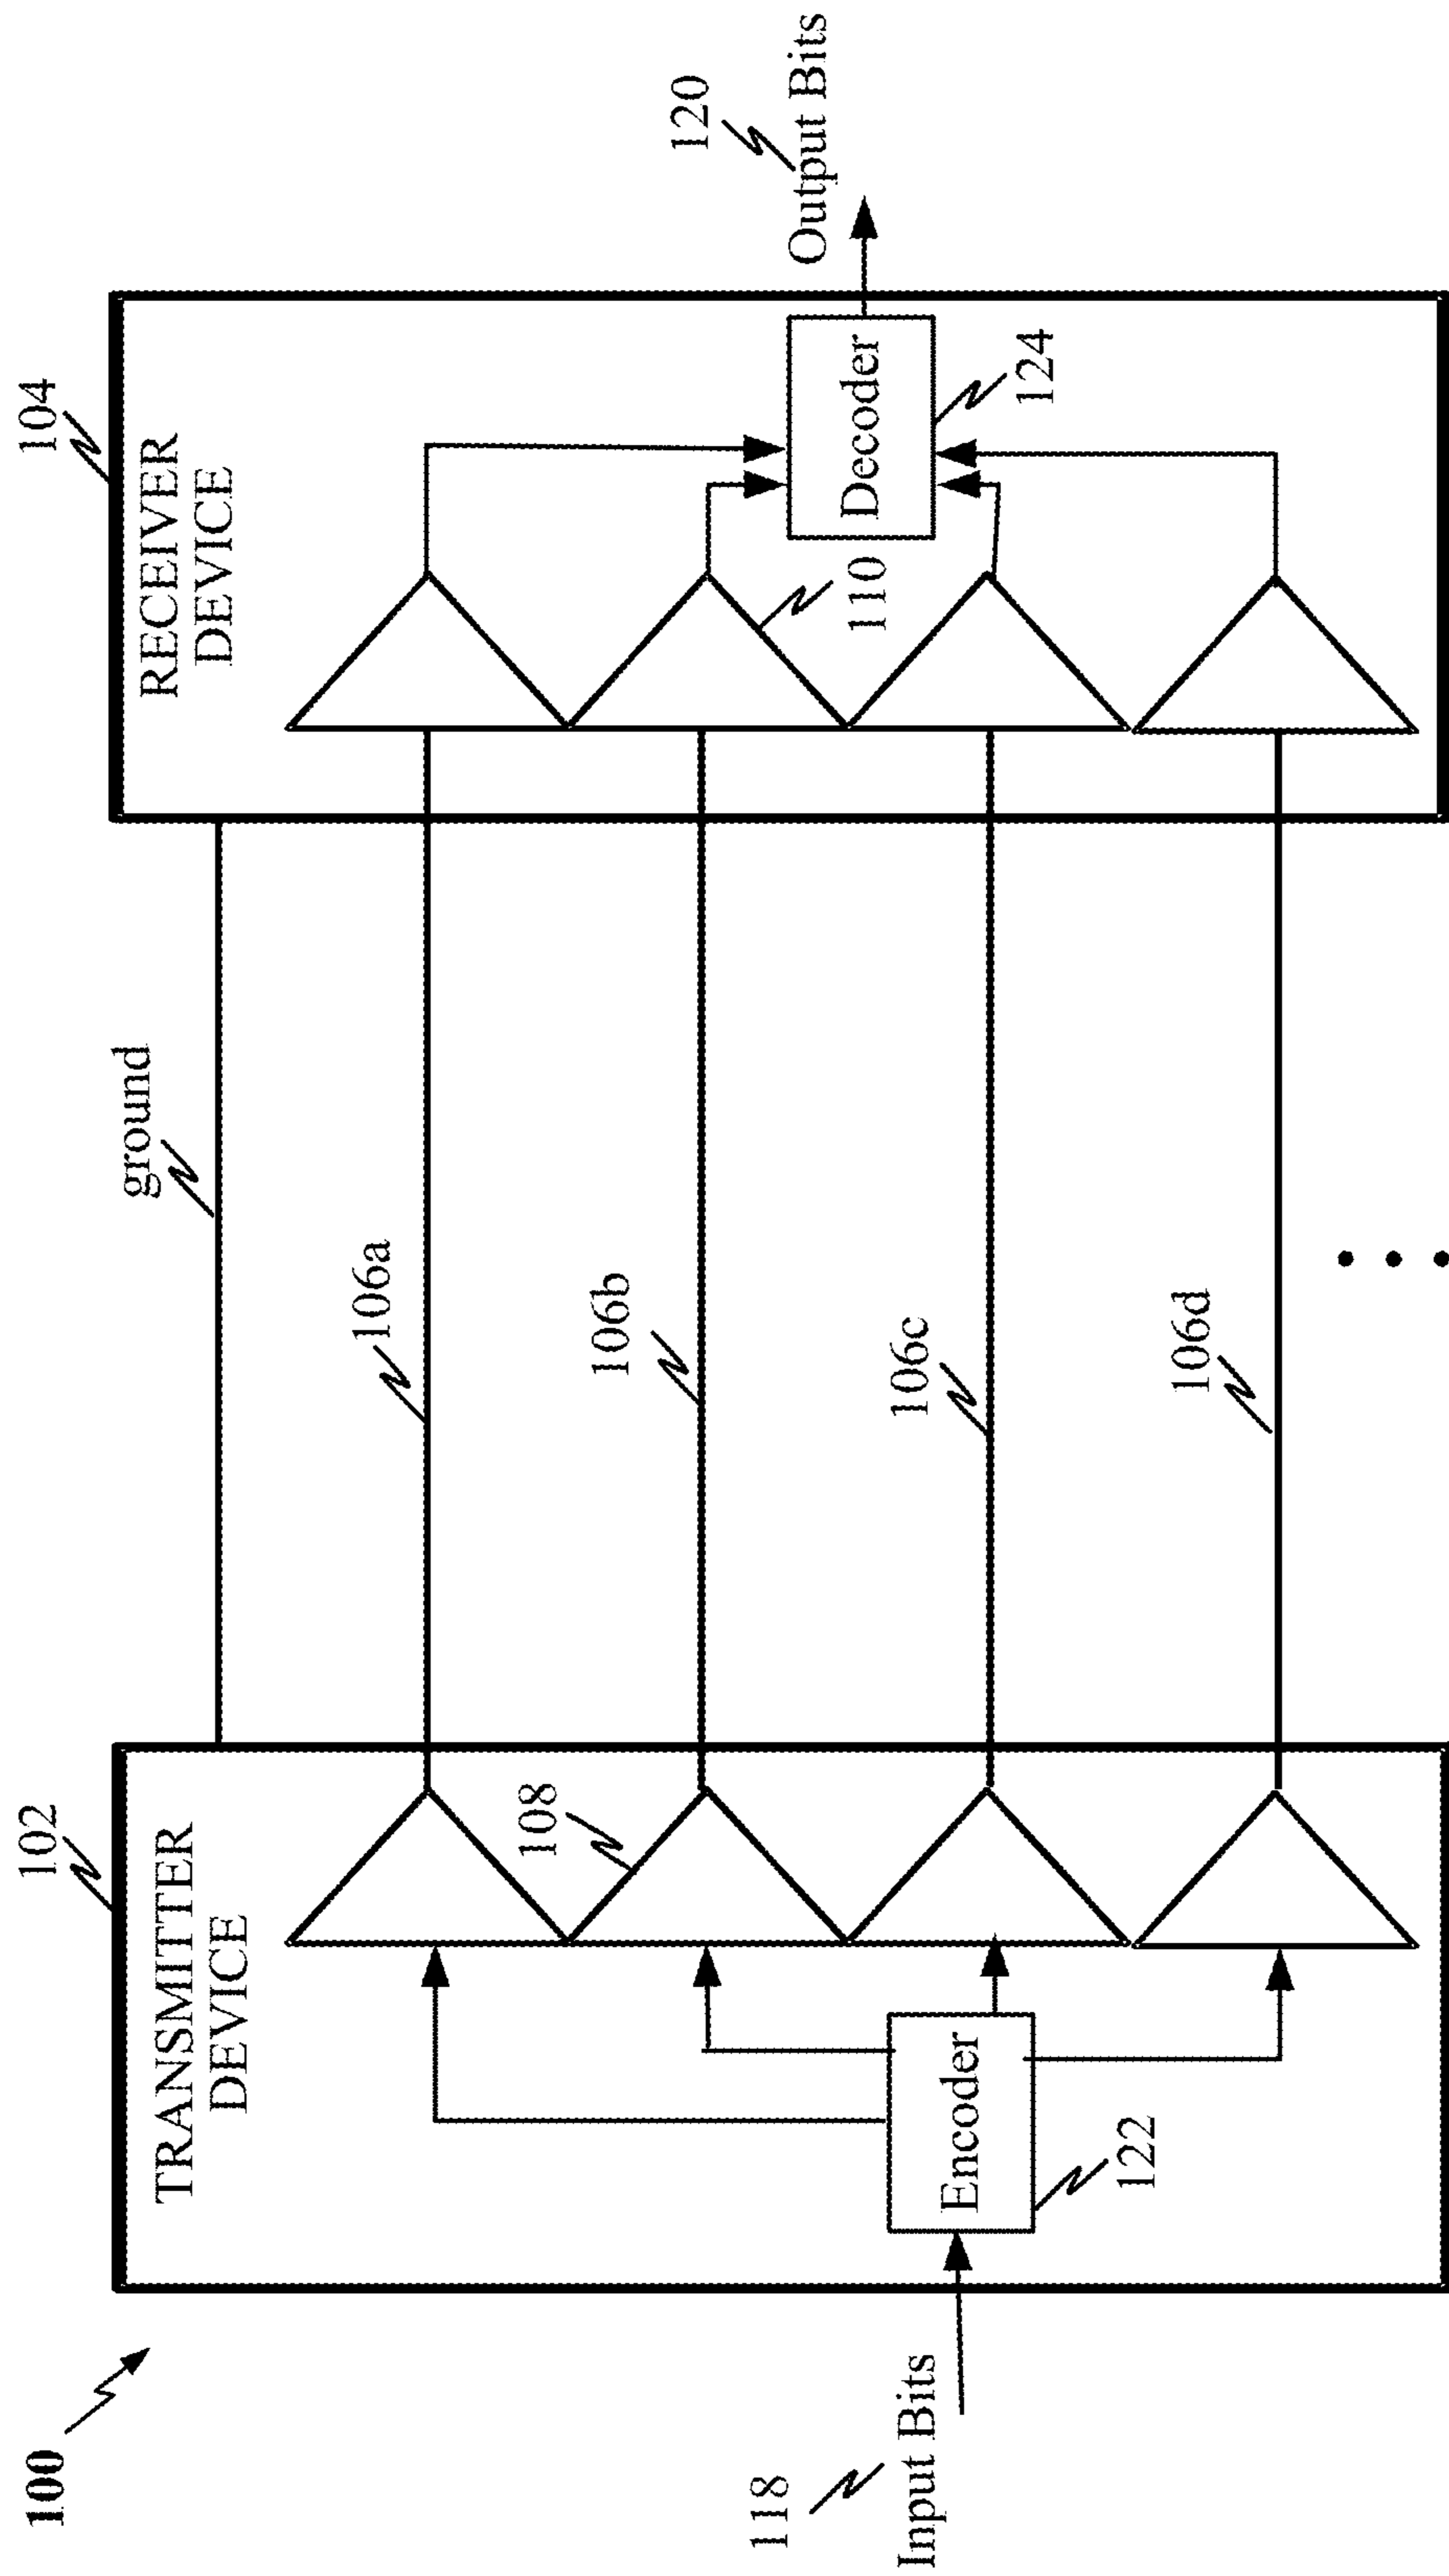 100
102
TRANSMITTER
DEVICE
108
Encoder
122
118
Input Bits
ground
106a
106b
106c
106d
104
RECEIVER
DEVICE
110
Decoder
124
120
Output Bits